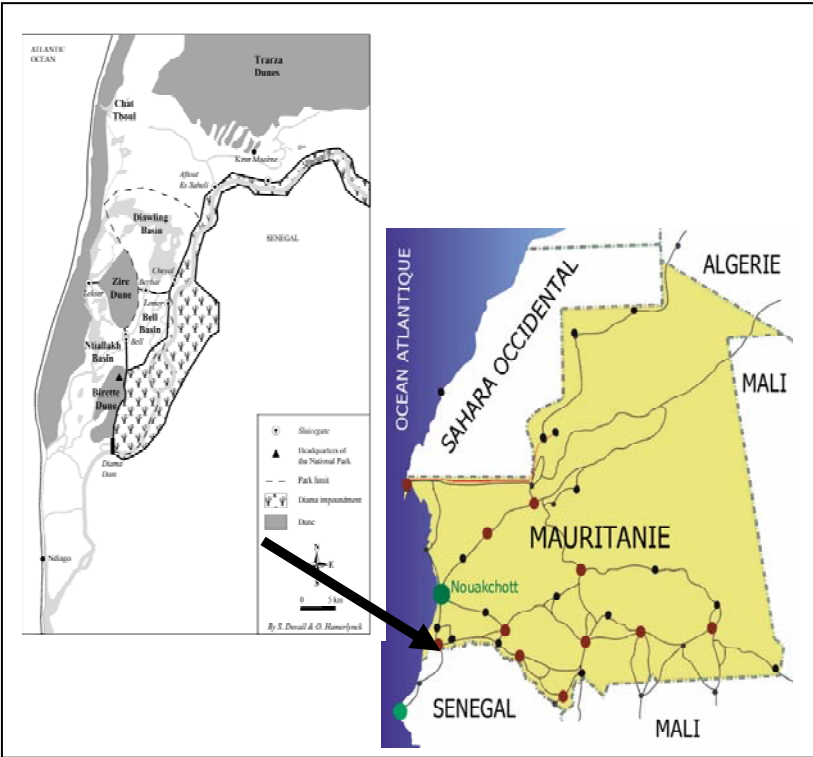 ATLANTIC
OCEAN
Trarza
Dunes
Chat
Tboul
Keur Macène
Aftout
Es Saheli
Diawling
Basin
SENEGAL
Cheyal
Zire
Dune
Berbar
Lekser
Lemer
Bell
Basin
Ntiallakh
Basin
Bell
Birette
Dune
Diama
Dam
Ndiago
Sluicegate
Headquarters of
the National Park
Park limit
Diama impoundment
Dune
N
E
S
0 5 km
By S. Duvail & O. Hamerlynck
OCEAN ATLANTIQUE
SAHARA OCCIDENTAL
ALGERIE
MALI
MAURITANIE
Nouakchott
SENEGAL
MALI